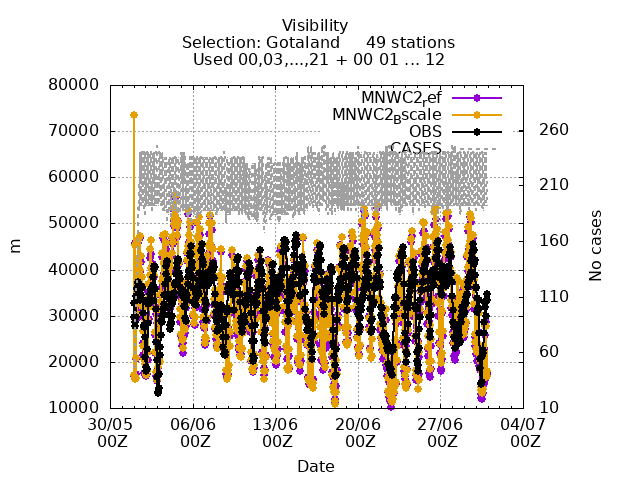 Visibility
Selection: Gotaland 49 stations
Used 00,03,...,21 + 00 01 ... 12
80000
70000
60000
50000
40000
30000
20000
10000
m
MNWC2ref
MNWC2Bscale
OBS
CASES
260
210
160
110
60
10
No cases
30/05 06/06 13/06 20/06 27/06 04/07
00Z 00Z 00Z 00Z 00Z 00Z
Date